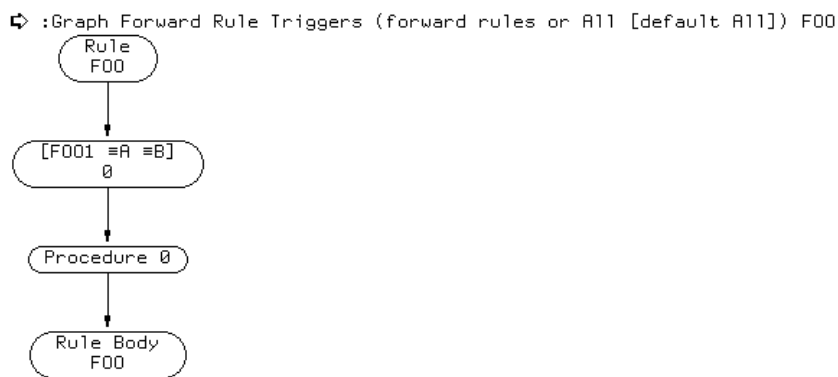 :Graph Forward Rule Triggers (forward rules or All [default All]) FOO
Rule
FOO
[FOO1 ≡A ≡B]
0
Procedure 0
Rule Body
FOO